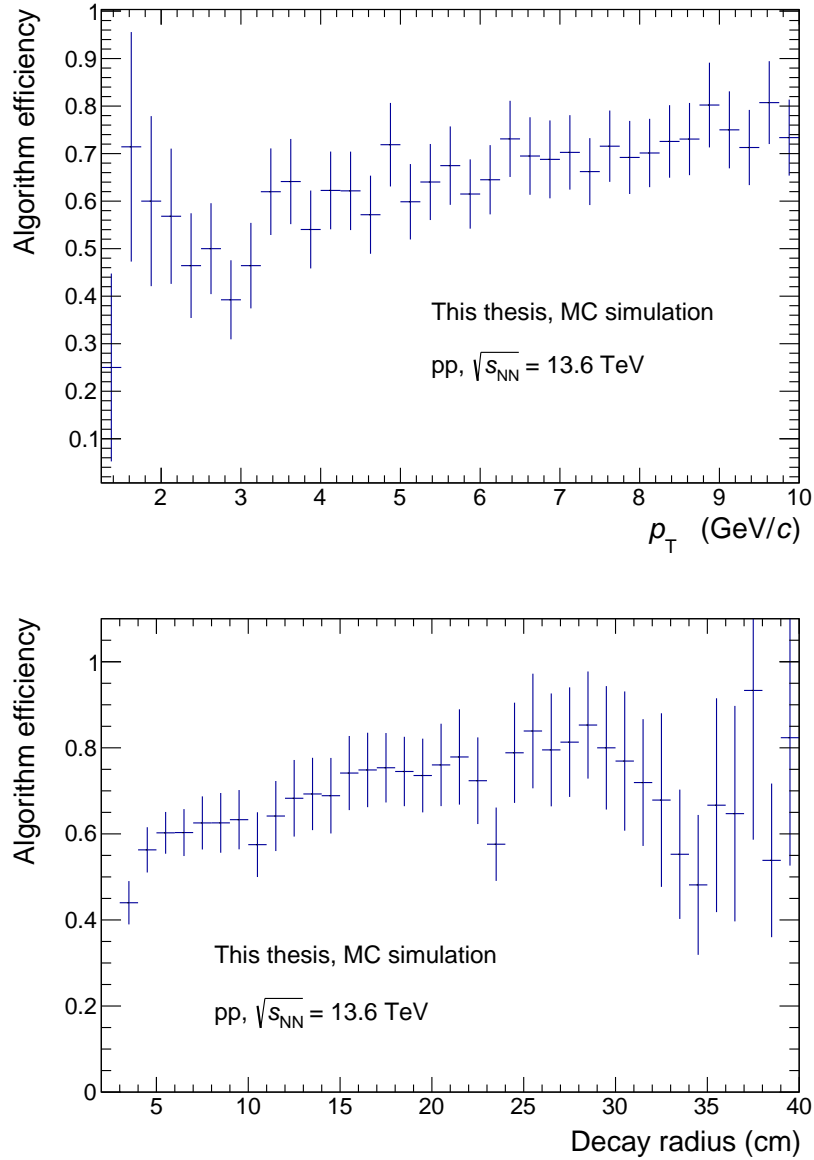 Algorithm efficiency
1
0.9
0.8
0.7
0.6
0.5
0.4
0.3
0.2
0.1
This thesis, MC simulation
pp, √sNN = 13.6 TeV
2 3 4 5 6 7 8 9 10
pT (GeV/c)
Algorithm efficiency
1
0.8
0.6
0.4
0.2
0
This thesis, MC simulation
pp, √sNN = 13.6 TeV
5 10 15 20 25 30 35 40
Decay radius (cm)